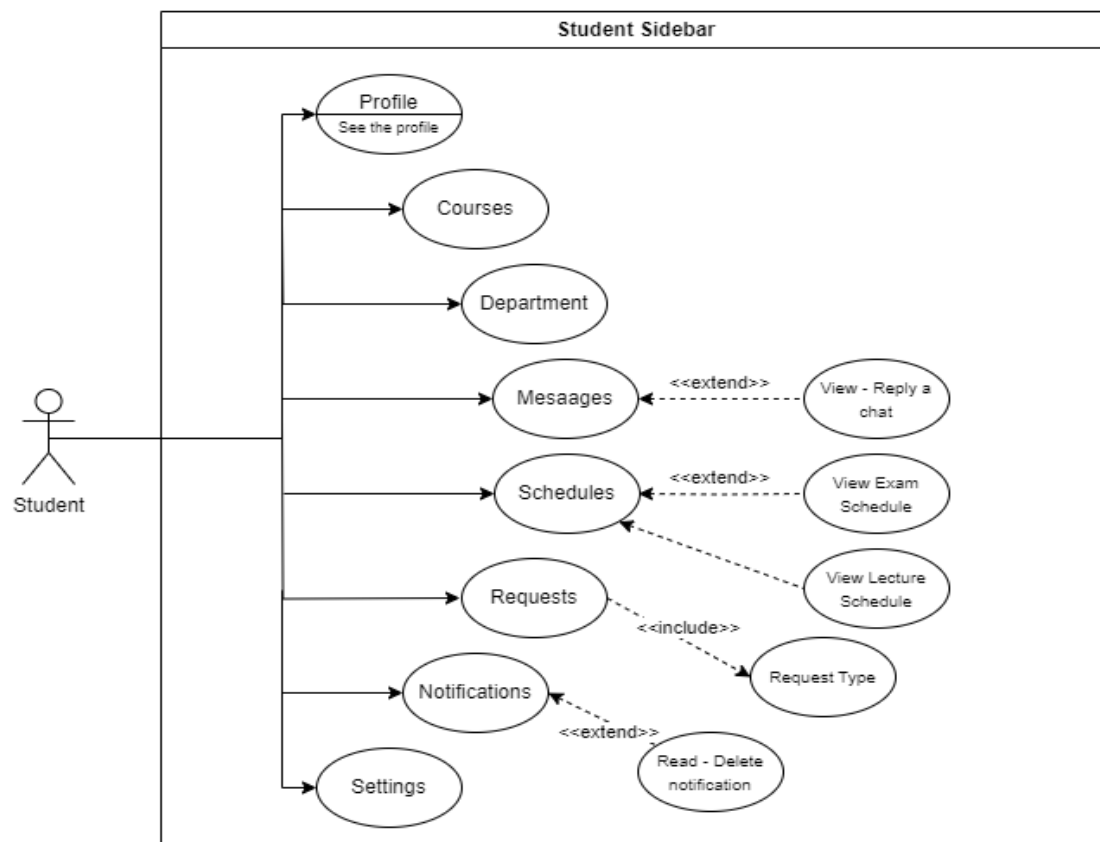 Student Sidebar
Profile
See the profile
Courses
Department
Mesaages
<<extend>>
View - Reply a
chat
Schedules
<<extend>>
View Exam
Schedule
Student
View Lecture
Schedule
Requests
<<include>>
Request Type
Notifications
<<extend>>
Read - Delete
notification
Settings